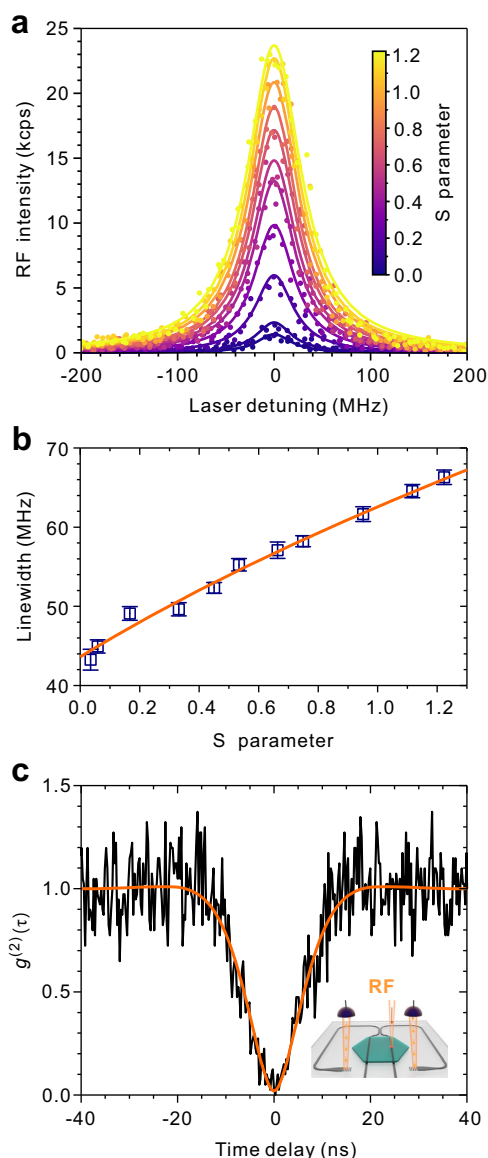 a
25
20
15
10
5
0
RF intensity (kcps)
1.2
1.0
0.8
0.6
0.4
0.2
0.0
S parameter
-200 -100 0 100 200
Laser detuning (MHz)
b
70
60
50
40
Linewidth (MHz)
0.0 0.2 0.4 0.6 0.8 1.0 1.2
S parameter
c
1.5
1.0
0.5
0.0
g(2)(τ)
RF
-40 -20 0 20 40
Time delay (ns)